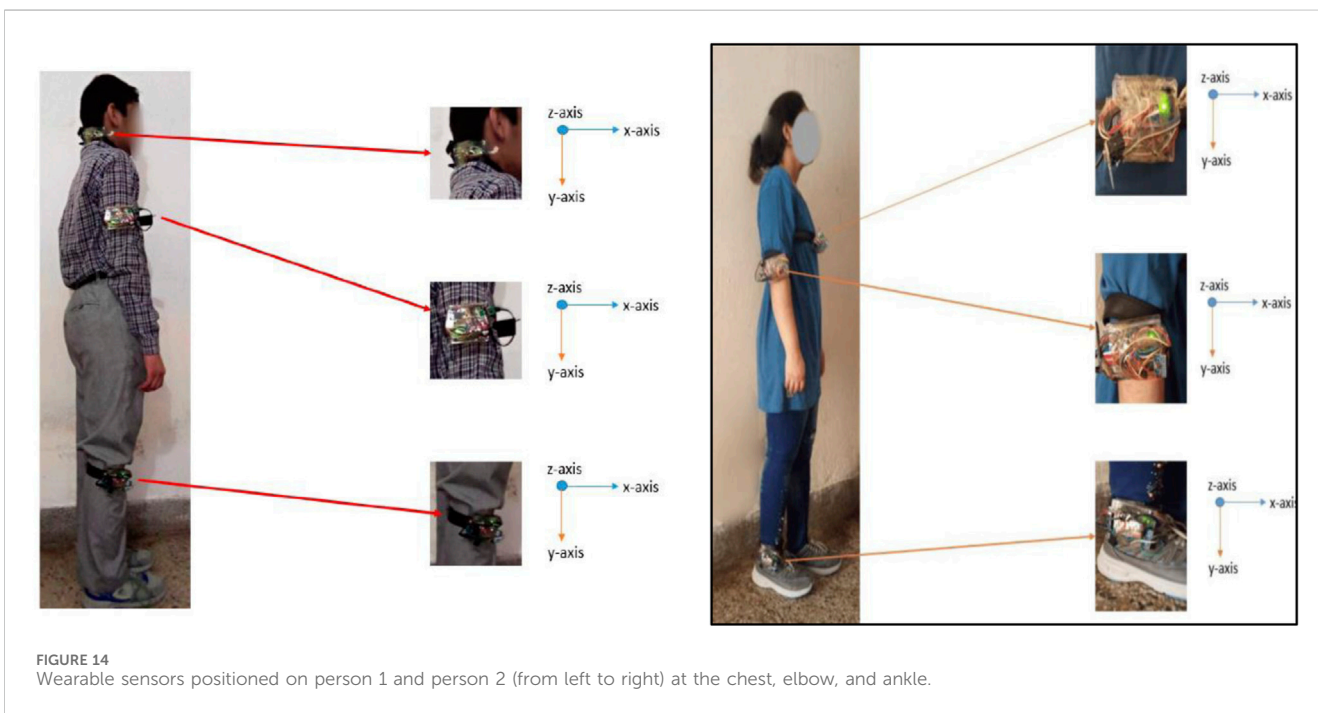 z-axis
x-axis
y-axis
z-axis
x-axis
y-axis
z-axis
x-axis
y-axis
z-axis
x-axis
y-axis
z-axis
x-axis
y-axis
z-axis
x-axis
y-axis
FIGURE 14
Wearable sensors positioned on person 1 and person 2 (from left to right) at the chest, elbow, and ankle.